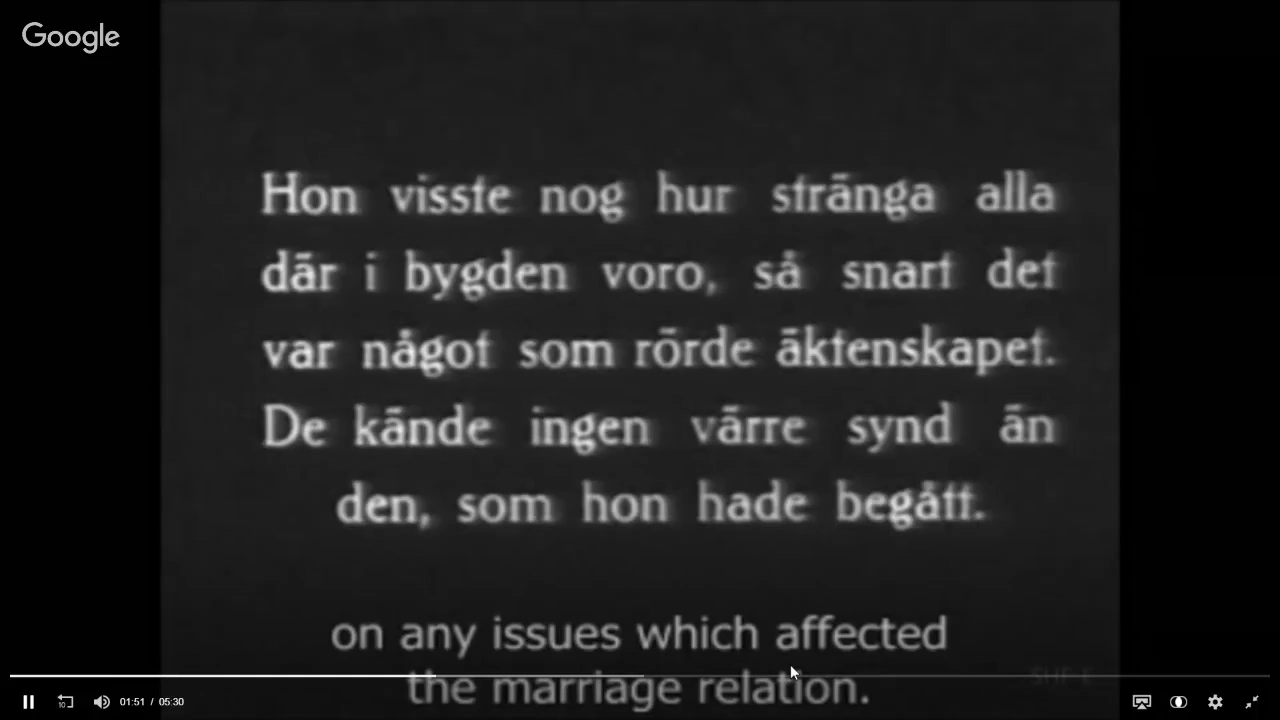 Google
Hon visste nog hur stränga alla
där i bygden voro, så snart det
var något som rörde äktenskapet.
De kände ingen värre synd än
den, som hon hade begått.
on any issues which affected
the marriage relation.
10
01:51 / 05:30